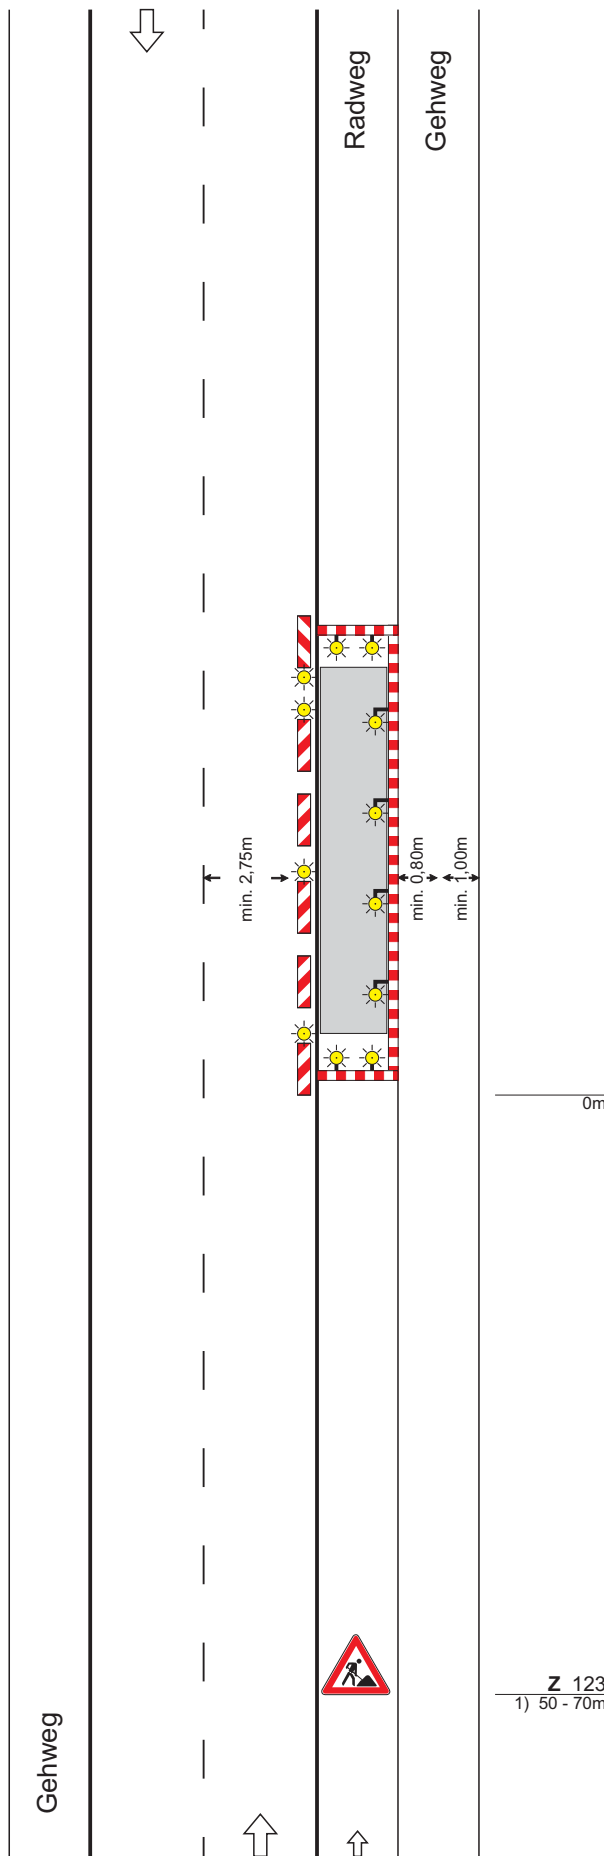 Radweg
Gehweg
min. 2,75m
min. 0,80m
min. 1,00m
0m
Z 123
1) 50 - 70m
Gehweg